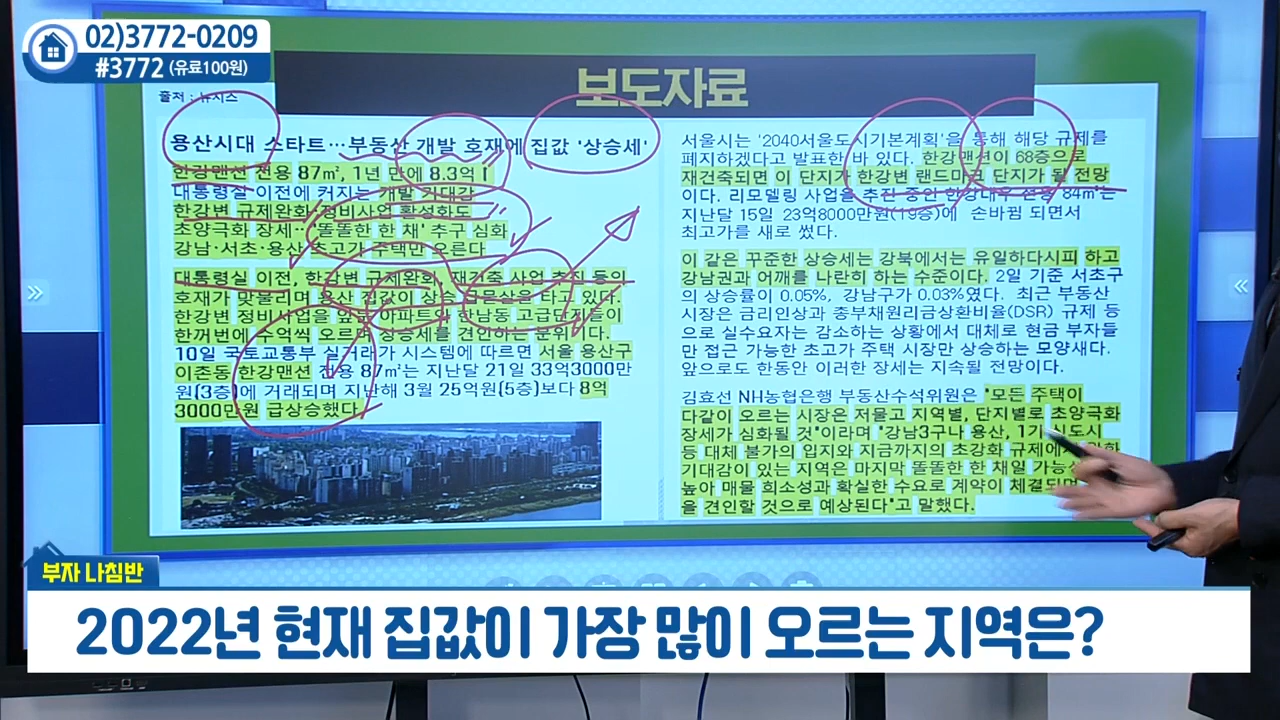 02)3772-0209
#3772 (유료100원)
보도자료
출처 : 뉴시스
용산시대 스타트…부동산 개발 호재에 집값 '상승세'
한강맨션 전용 87㎡, 1년 만에 8.3억↑
대통령실 이전에 커지는 개발 기대감
한강변 규제완화 정비사업 활성화도
초양극화 장세…'똘똘한 한 채' 추구 심화
강남·서초·용산 초고가 주택만 오른다
대통령실 이전, 한강변 규제완화, 재건축 사업 추진 등의
호재가 맞물리며 용산 집값이 상승 급물살을 타고 있다.
한강변 정비사업을 앞둔 아파트와 한남동 고급단지들이
한꺼번에 수억씩 오르며 상승세를 견인하는 분위기다.
10일 국토교통부 실거래가 시스템에 따르면 서울 용산구
이촌동 한강맨션 전용 87㎡는 지난달 21일 33억3000만
원(3층)에 거래되며 지난해 3월 25억원(5층)보다 8억
3000만원 급상승했다.
서울시는 '2040서울도시기본계획'을 통해 해당 규제를
폐지하겠다고 발표한 바 있다. 한강맨션이 68층으로
재건축되면 이 단지가 한강변 랜드마크 단지가 될 전망
이다. 리모델링 사업을 추진 중인 한강대우 전용 84㎡는
지난달 15일 23억8000만원(19층)에 손바뀜 되면서
최고가를 새로 썼다.
이 같은 꾸준한 상승세는 강북에서는 유일하다시피 하고
강남권과 어깨를 나란히 하는 수준이다. 2일 기준 서초구
의 상승률이 0.05%, 강남구가 0.03%였다. 최근 부동산
시장은 금리인상과 총부채원리금상환비율(DSR) 규제 등
으로 실수요자는 감소하는 상황에서 대체로 현금 부자들
만 접근 가능한 초고가 주택 시장만 상승하는 모양새다.
앞으로도 한동안 이러한 장세는 지속될 전망이다.
김효선 NH농협은행 부동산수석위원은 "모든 주택이
다같이 오르는 시장은 저물고 지역별, 단지별로 초양극화
장세가 심화될 것"이라며 "강남3구나 용산, 1기 신도시
등 대체 불가의 입지와 지금까지의 초강화 규제에서
기대감이 있는 지역은 마지막 똘똘한 한 채일
높아 매물 희소성과 확실한 수요로 계약이 체결되며
을 견인할 것으로 예상된다"고 말했다.
부자 나침반
2022년 현재 집값이 가장 많이 오르는 지역은?